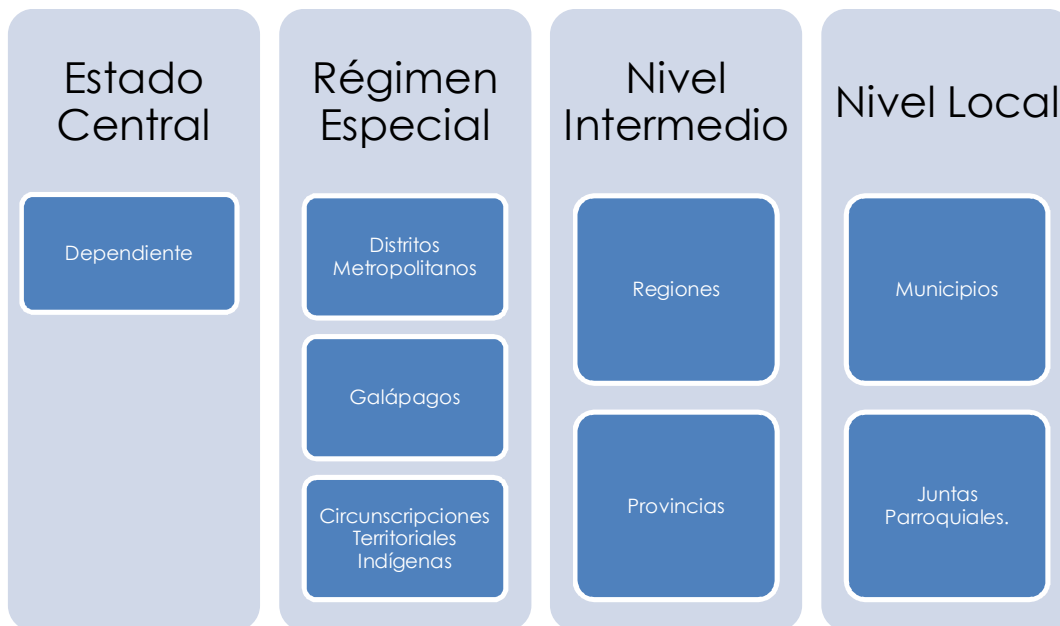 Estado
Central
Dependiente
Régimen
Especial
Distritos
Metropolitanos
Galápagos
Circunscripciones
Territoriales
Indígenas
Nivel
Intermedio
Regiones
Provincias
Nivel Local
Municipios
Juntas
Parroquiales.